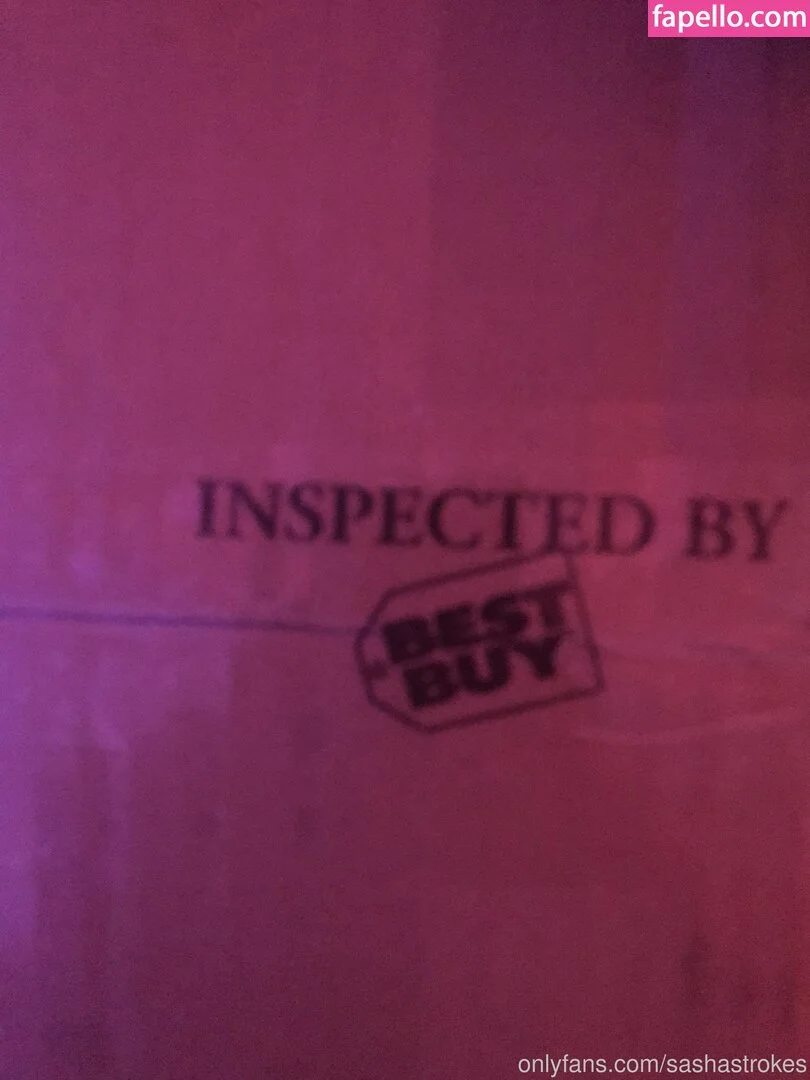 fapello.com
INSPECTED BY
BEST
BUY
onlyfans.com/sashastrokes